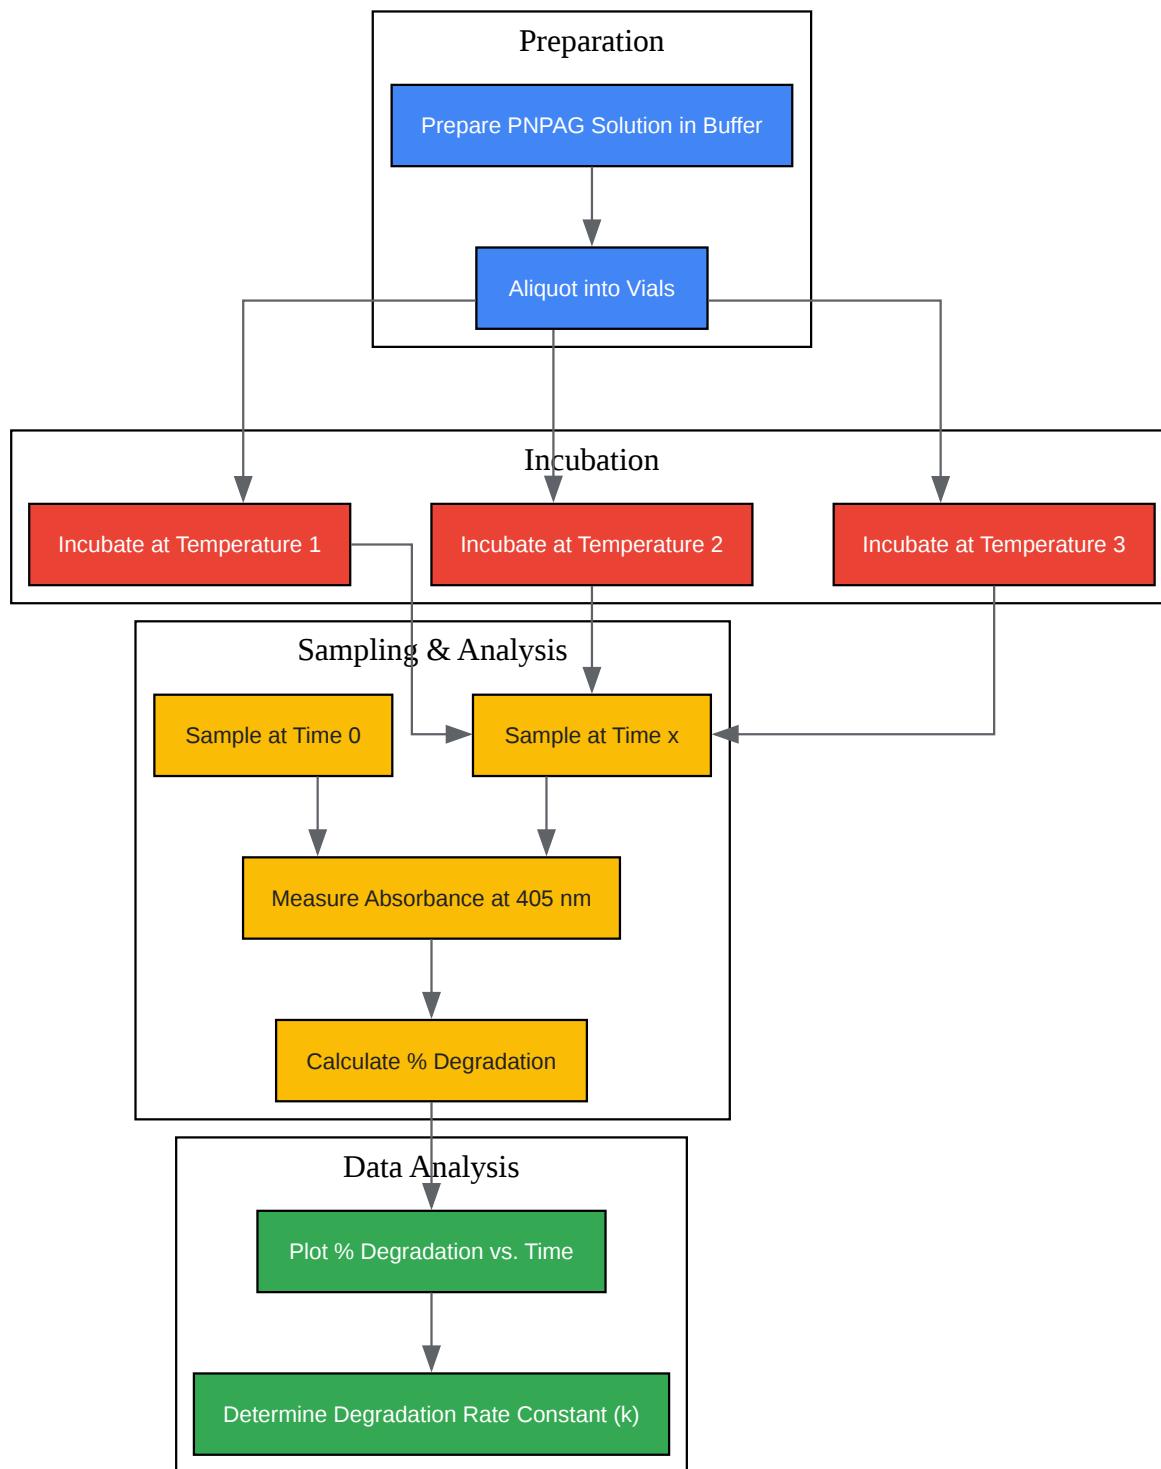 Preparation
Prepare PNPAG Solution in Buffer
Aliquot into Vials
Incubation
Incubate at Temperature 1
Incubate at Temperature 2
Incubate at Temperature 3
Sampling & Analysis
Sample at Time 0
Sample at Time x
Measure Absorbance at 405 nm
Calculate % Degradation
Data Analysis
Plot % Degradation vs. Time
Determine Degradation Rate Constant (k)